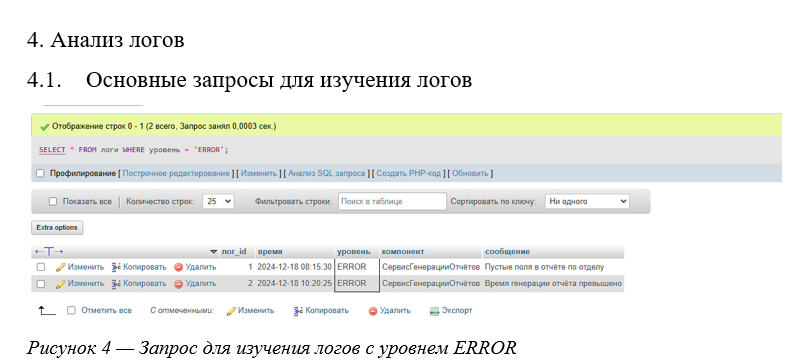 4. Анализ логов
4.1. Основные запросы для изучения логов
Отображение строк 0 - 1 (2 всего, Запрос занял 0,0003 сек.)
SELECT * FROM логи WHERE уровень = 'ERROR';
Профилирование [ Построчное редактирование ] [ Изменить ] [ Анализ SQL запроса ] [ Создать PHP-код ] [ Обновить ]
Показать все | Количество строк: 25 Фильтровать строки: Поиск в таблице Сортировать по ключу: Ни одного
Extra options
←T→ лог_id время уровень компонент сообщение
Изменить Копировать Удалить 1 2024-12-18 08:15:30 ERROR СервисГенерацииОтчётов Пустые поля в отчёте по отделу
Изменить Копировать Удалить 2 2024-12-18 10:20:25 ERROR СервисГенерацииОтчётов Время генерации отчёта превышено
Отметить все С отмеченными: Изменить Копировать Удалить Экспорт
Рисунок 4 — Запрос для изучения логов с уровнем ERROR